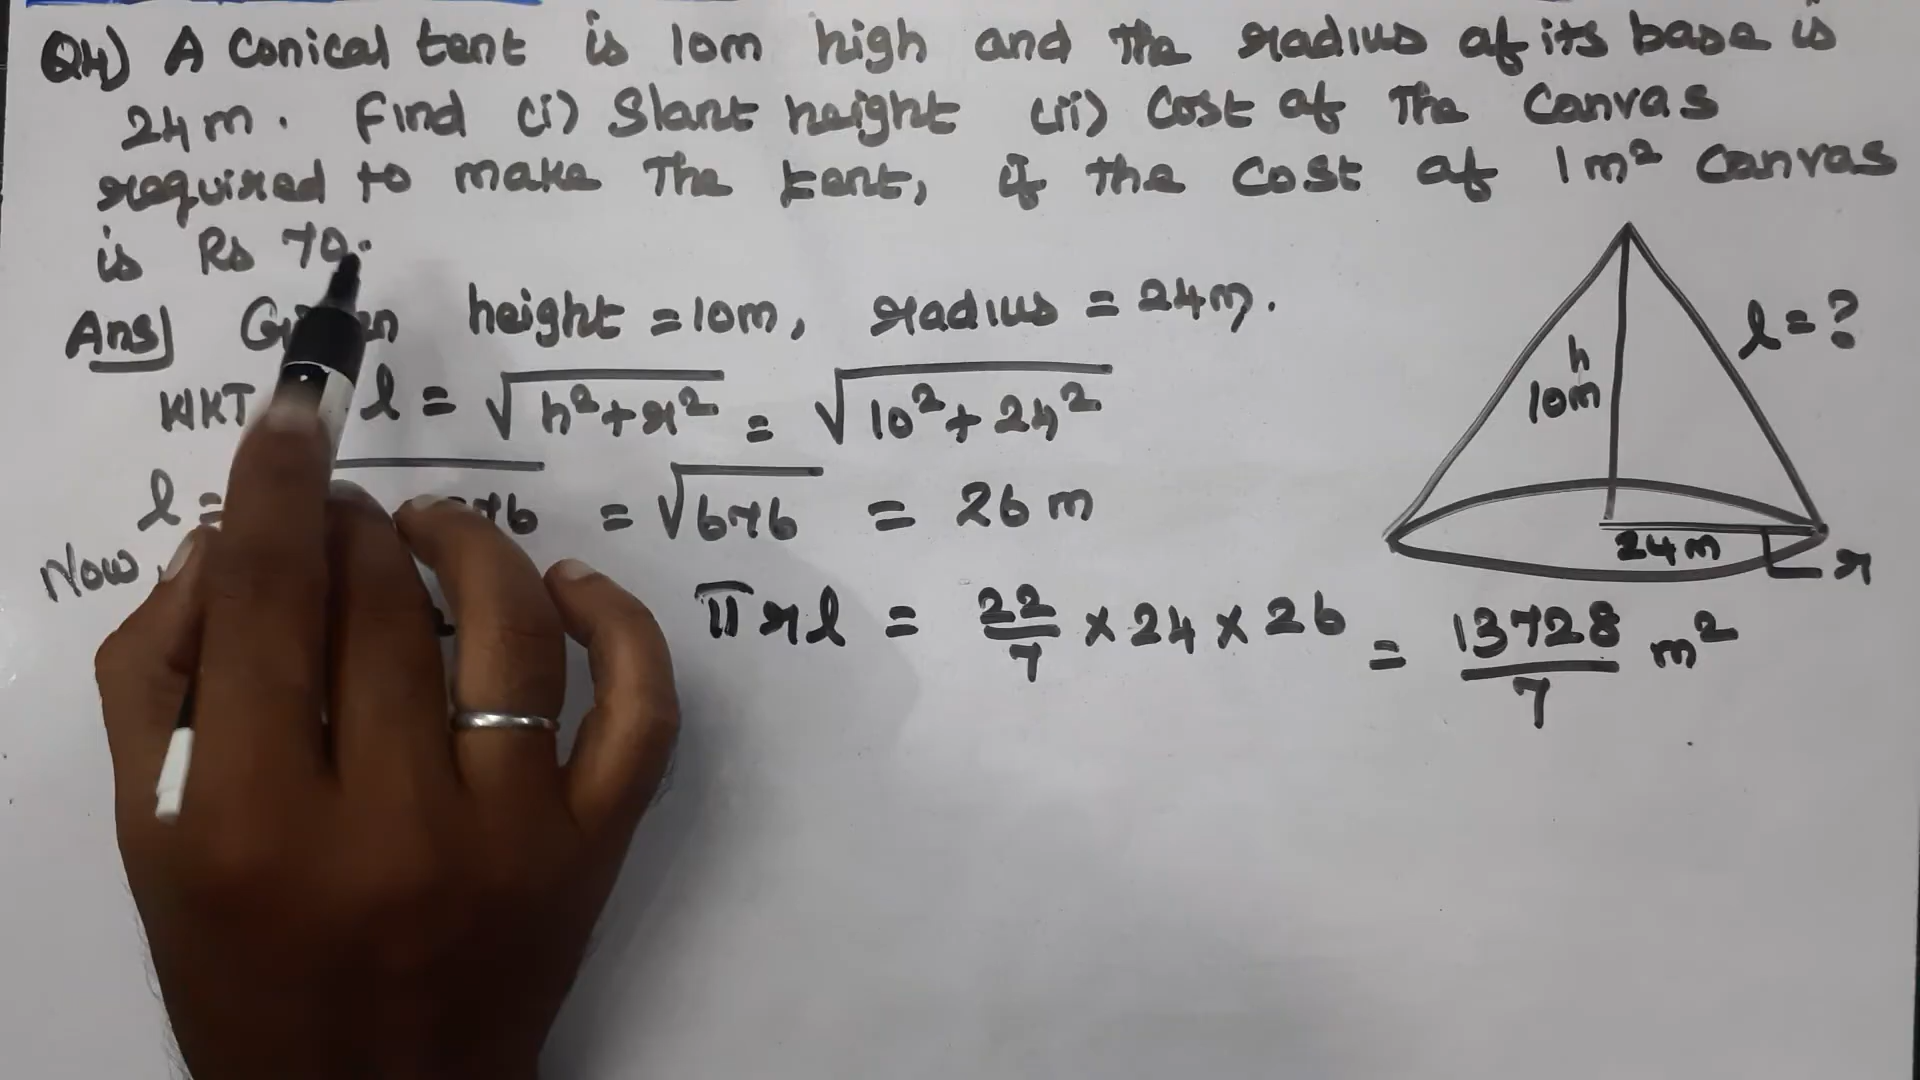 Q4) A Conical tent is 10m high and The radius of its base is
24m. Find (i) Slant height (ii) Cost of The Canvas
required to make The tent, if the Cost of 1m² Canvas
is Rs 70.
Ans) height = 10m, radius = 24m.
WKT l = √h²+r² = √10²+24²
l = = √676 = 26 m
Now,
πrl = 22/7 × 24 × 26 = 13728/7 m²
h
10m
l = ?
24m
r